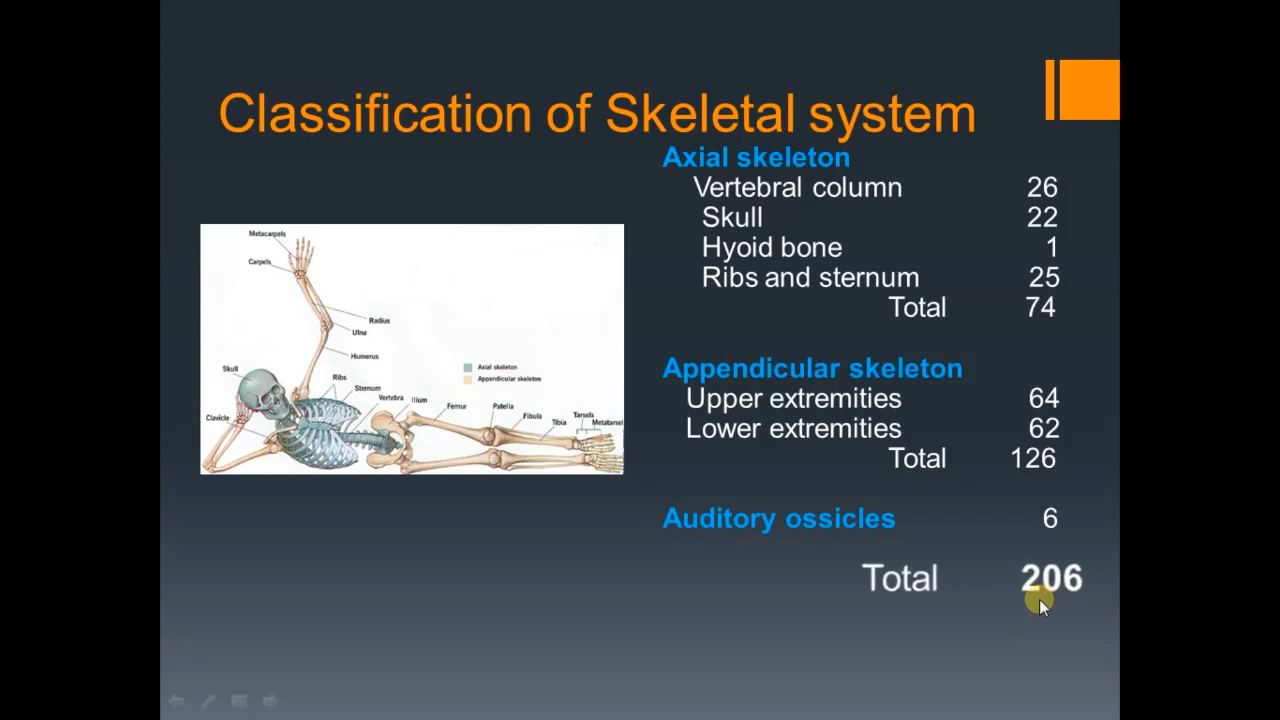 Classification of Skeletal system
Axial skeleton
Vertebral column 26
Skull 22
Hyoid bone 1
Ribs and sternum 25
Total 74
Appendicular skeleton
Upper extremities 64
Lower extremities 62
Total 126
Auditory ossicles 6
Total 206
Metacarpels
Carpels
Radius
Ulna
Humerus
Skull
Ribs
Sternum
Vertebra
Ilium
Clavicle
Axial skeleton
Appendicular skeleton
Femur
Patella
Fibula
Tibia
Tarsels
Metatarsel